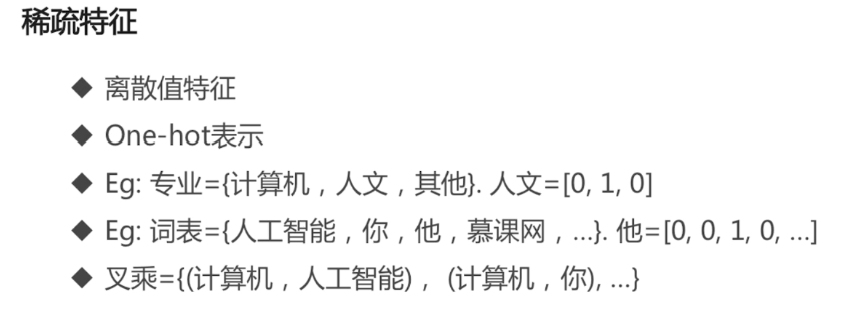 稀疏特征
◆ 离散值特征
◆ One-hot表示
◆ Eg: 专业={计算机，人文，其他}. 人文=[0, 1, 0]
◆ Eg: 词表={人工智能，你，他，慕课网，...}. 他=[0, 0, 1, 0, ...]
◆ 叉乘={(计算机，人工智能)， (计算机，你), ...}